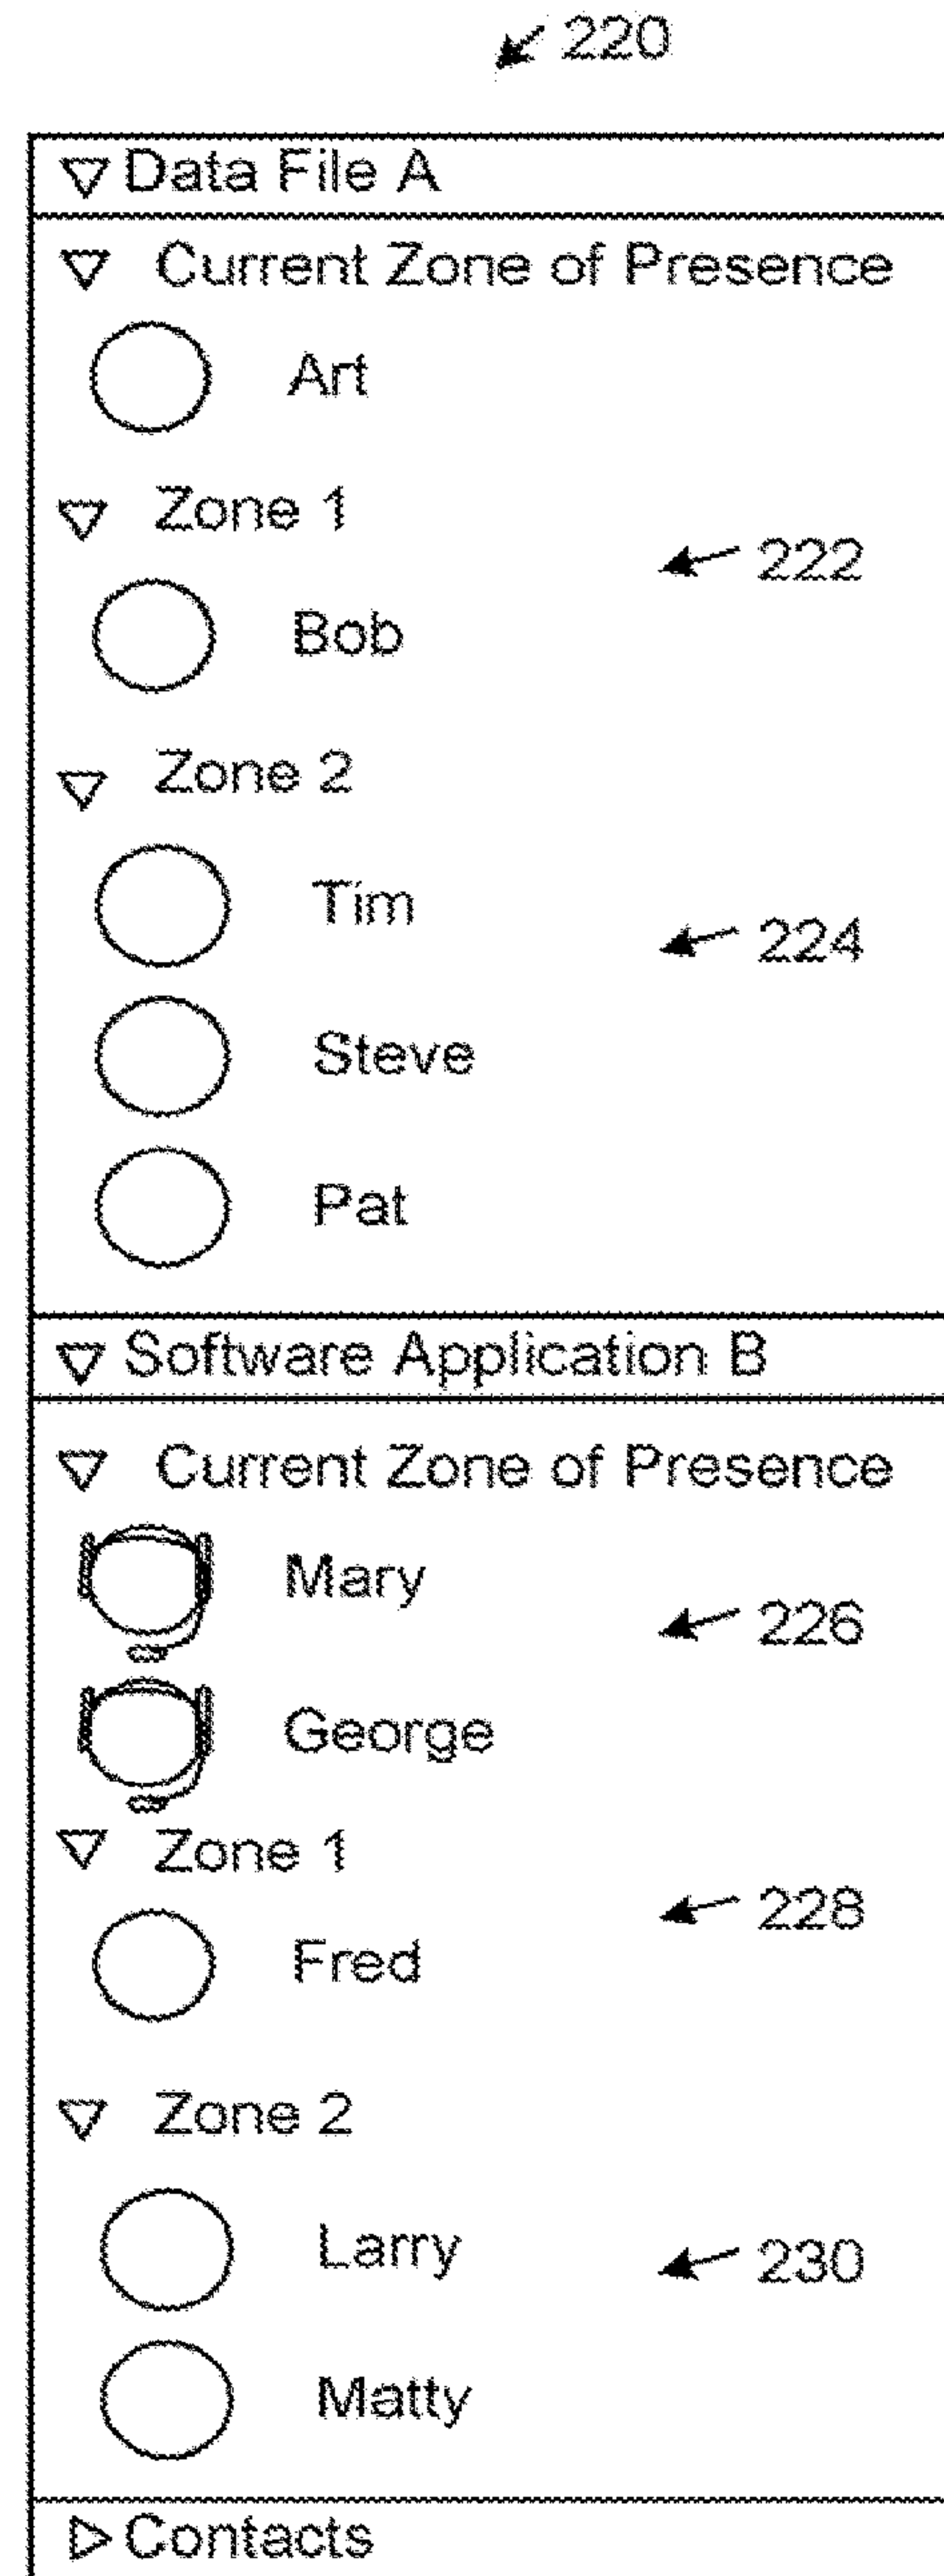 220
Data File A
Current Zone of Presence
Art
Zone 1
222
Bob
Zone 2
Tim
224
Steve
Pat
Software Application B
Current Zone of Presence
Mary
226
George
Zone 1
228
Fred
Zone 2
Larry
230
Matty
Contacts